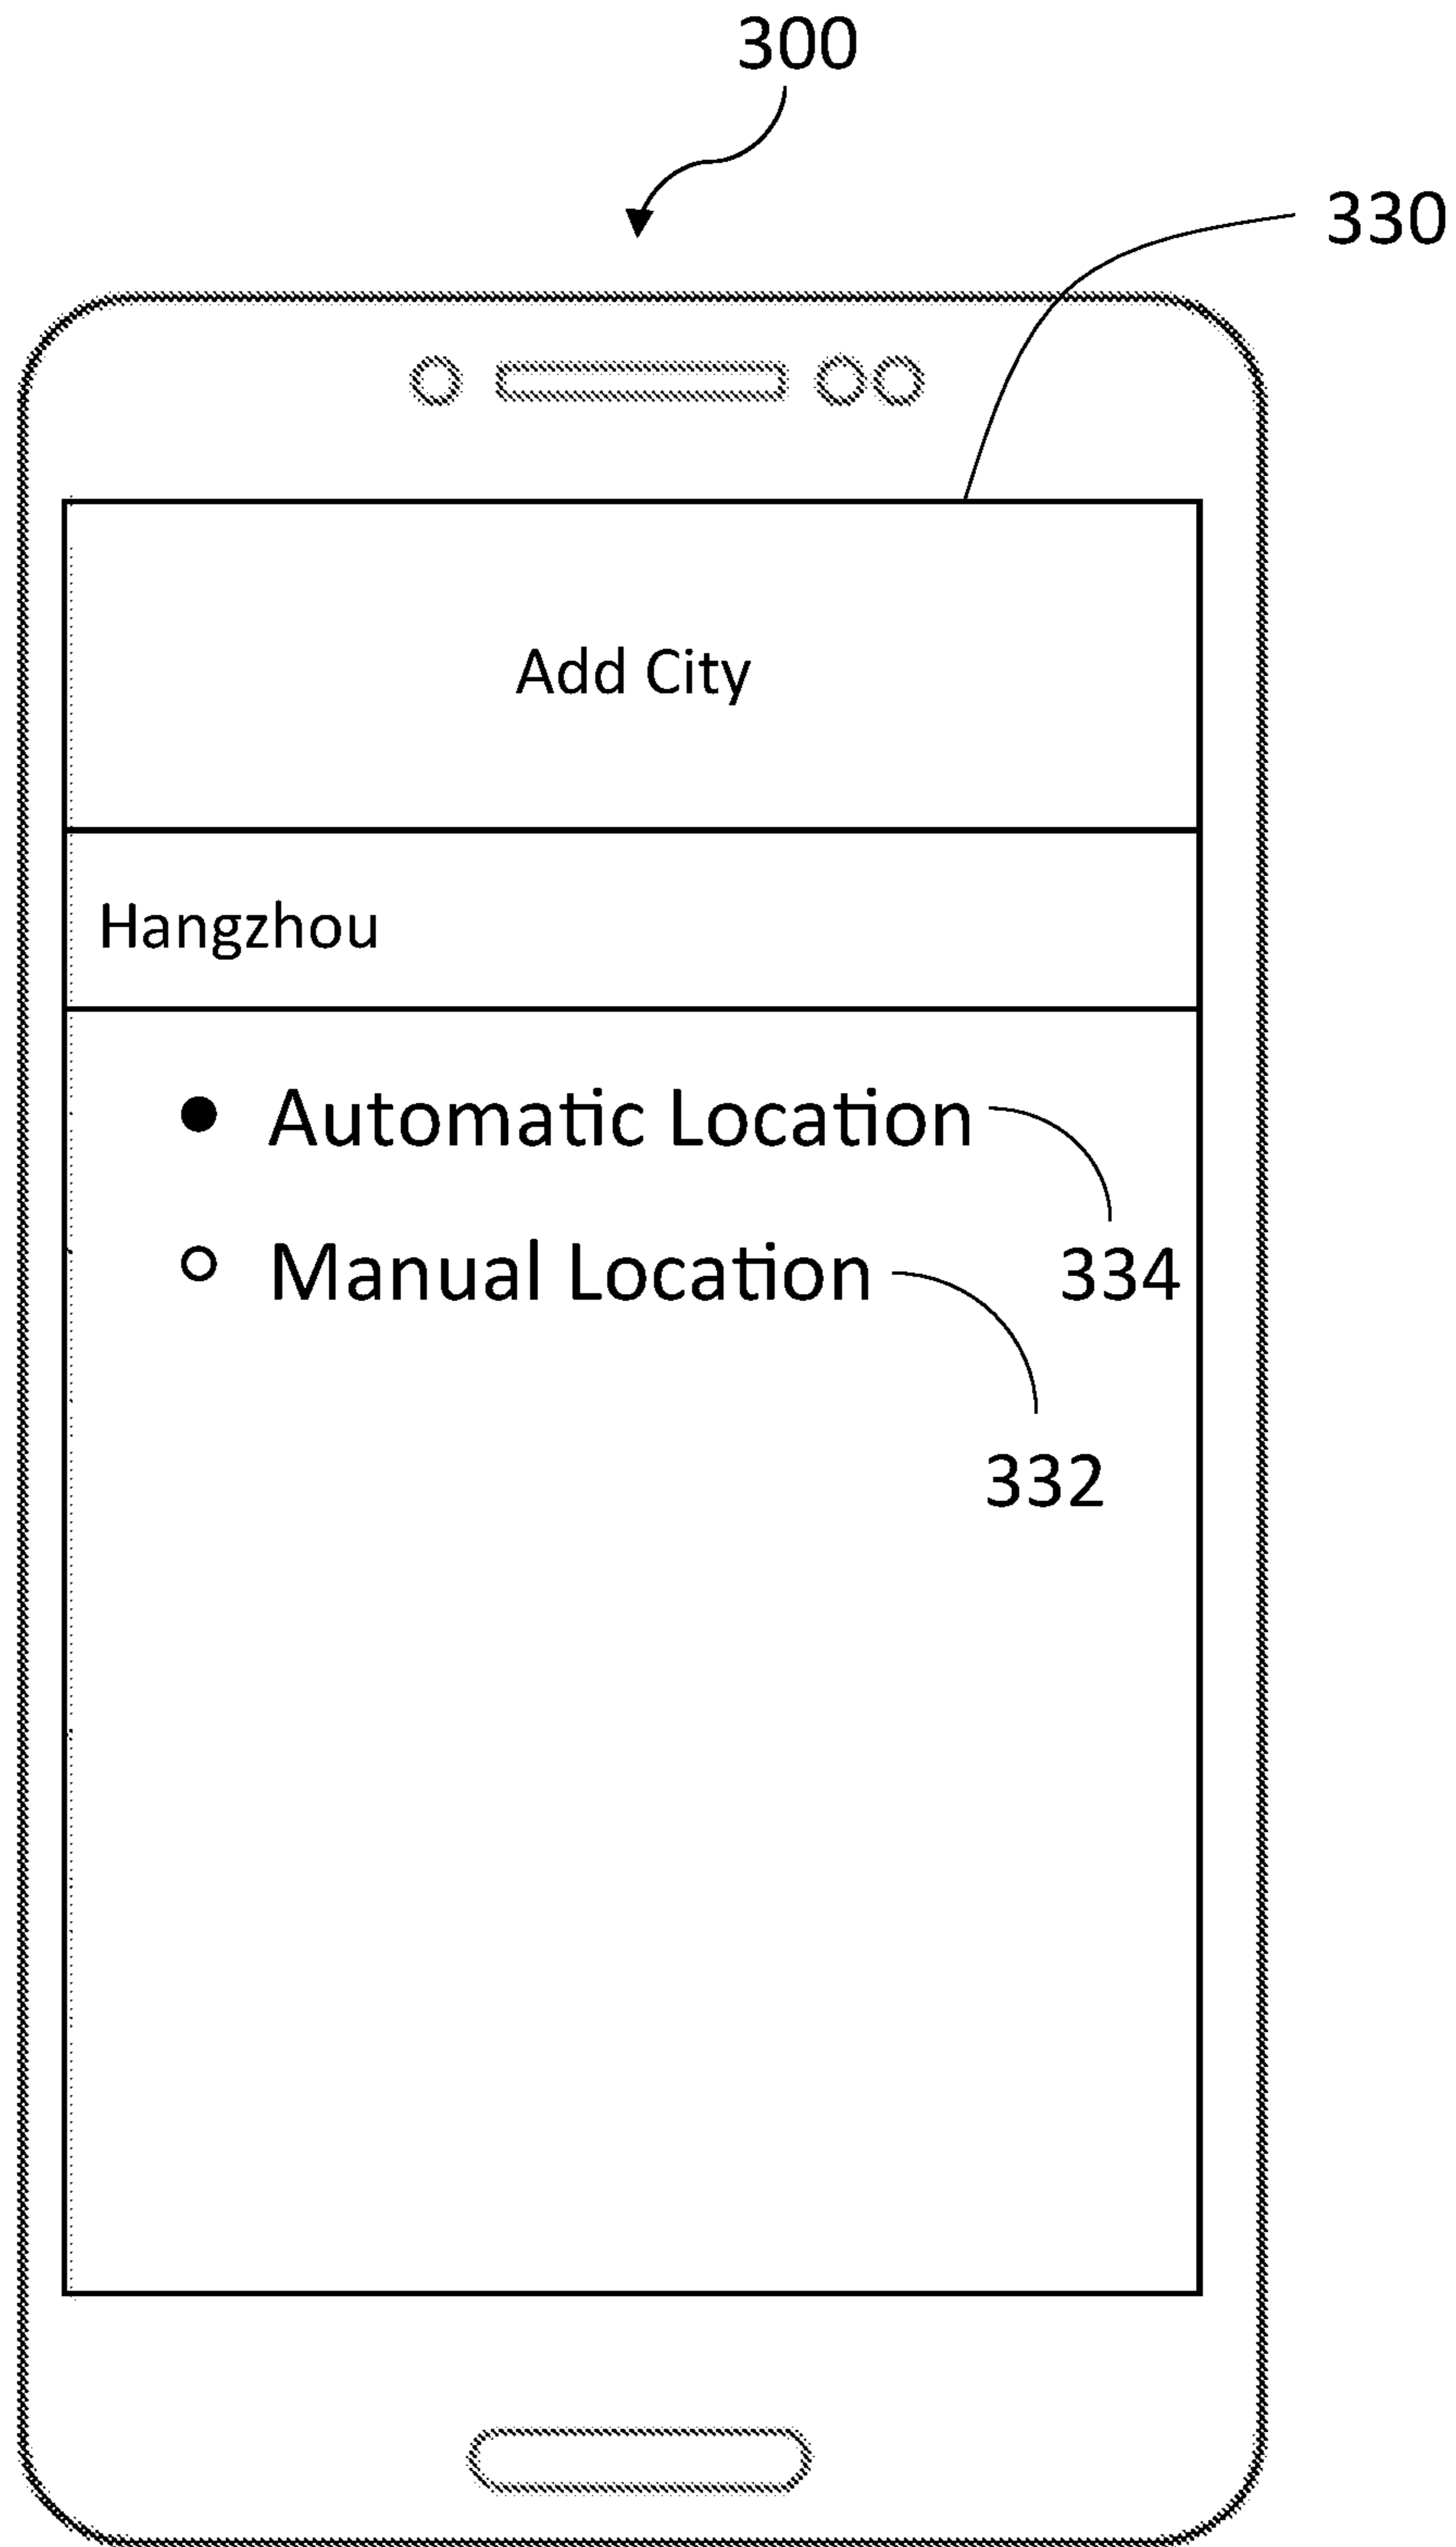 300
330
Add City
Hangzhou
Automatic Location
334
Manual Location
332